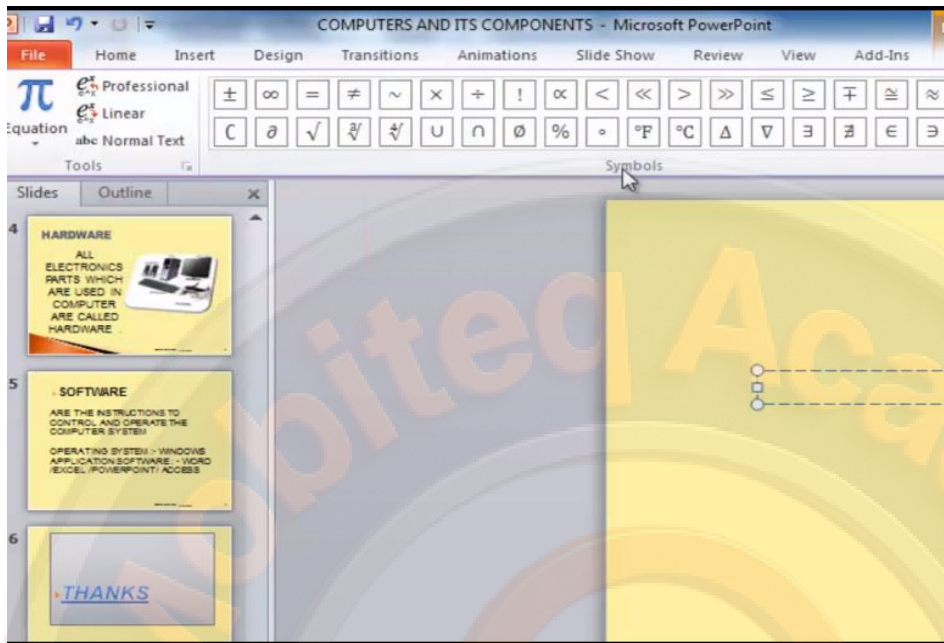 COMPUTERS AND ITS COMPONENTS - Microsoft PowerPoint
File Home Insert Design Transitions Animations Slide Show Review View Add-Ins
π ± ∞ = ≠ ~ × ÷ ! ∝ < ≪ > ≫ ≤ ≥ ∓ ≅ ≈
Professional
Linear
Equation
abc Normal Text
∁ ∂ √ ∛ ∜ ∪ ∩ ∅ % ° °F °C ∆ ∇ ∃ ∄ ∈ ∋
Tools Symbols
Slides Outline
4
HARDWARE
ALL
ELECTRONICS
PARTS WHICH
ARE USED IN
COMPUTER
ARE CALLED
HARDWARE .
5
SOFTWARE
ARE THE INSTRUCTIONS TO
CONTROL AND OPERATE THE
COMPUTER SYSTEM
OPERATING SYSTEM :- WINDOWS
APPLICATION SOFTWARE: - WORD
/EXCEL /POWERPOINT/ ACCESS
6
THANKS
Mobiteq Aca